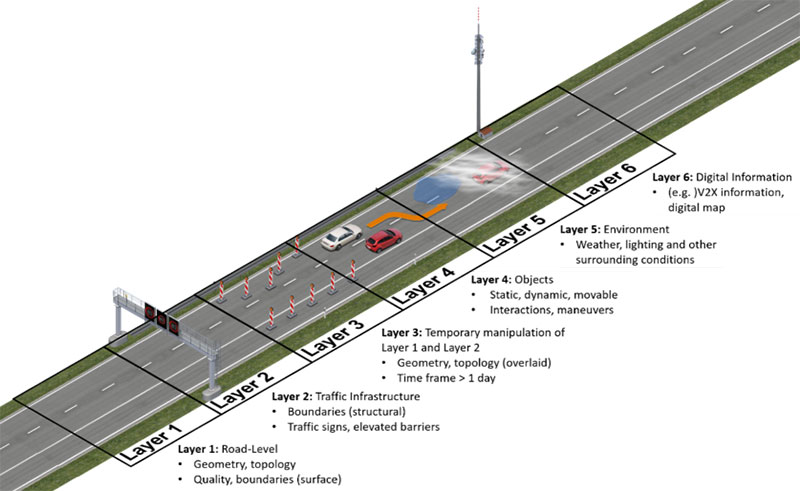 Layer 6
Layer 5
Layer 4
Layer 3
Layer 2
Layer 1
Layer 6: Digital Information
• (e.g. )V2X information,
digital map
Layer 5: Environment
• Weather, lighting and other
surrounding conditions
Layer 4: Objects
• Static, dynamic, movable
• Interactions, maneuvers
Layer 3: Temporary manipulation of
Layer 1 and Layer 2
• Geometry, topology (overlaid)
• Time frame > 1 day
Layer 2: Traffic Infrastructure
• Boundaries (structural)
• Traffic signs, elevated barriers
Layer 1: Road-Level
• Geometry, topology
• Quality, boundaries (surface)